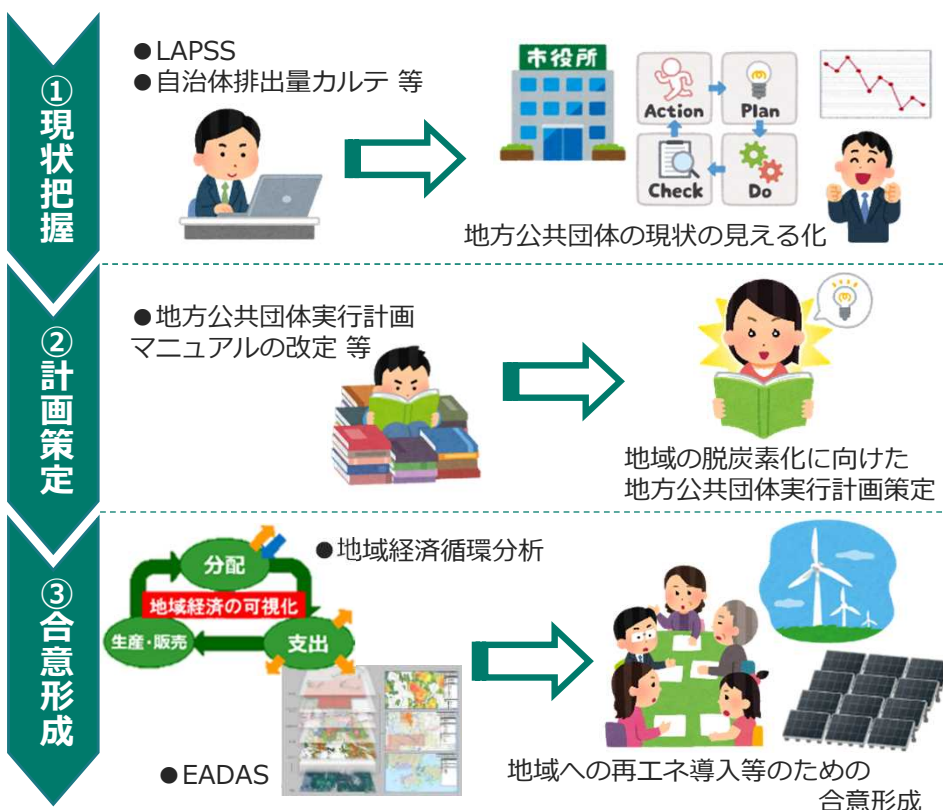 ①現状把握
●LAPSS
●自治体排出量カルテ 等
市役所
Action
Plan
Check
Do
地方公共団体の現状の見える化
②計画策定
●地方公共団体実行計画
マニュアルの改定 等
地域の脱炭素化に向けた
地方公共団体実行計画策定
③合意形成
●地域経済循環分析
分配
地域経済の可視化
生産・販売
支出
●EADAS
地域への再エネ導入等のための
合意形成